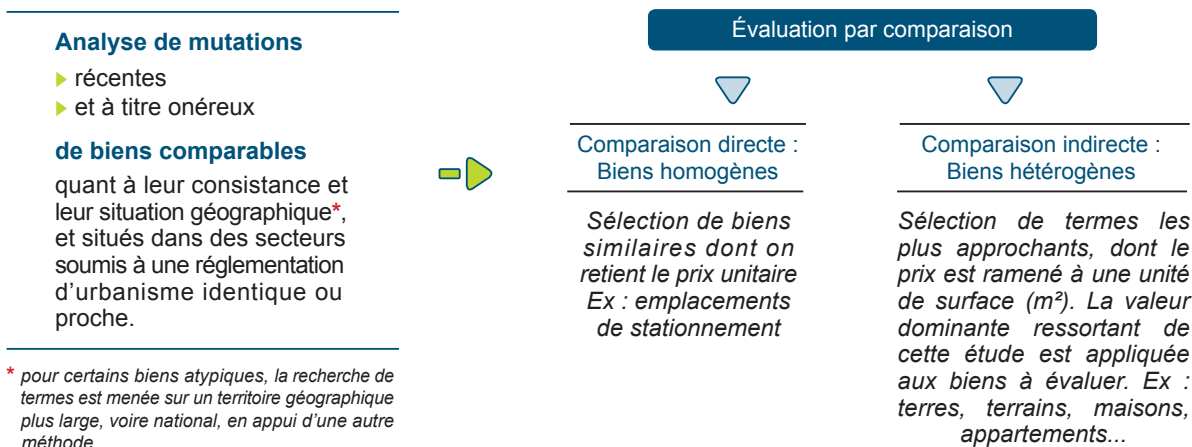 Analyse de mutations
récentes
et à titre onéreux
de biens comparables
quant à leur consistance et
leur situation géographique*,
et situés dans des secteurs
soumis à une réglementation
d'urbanisme identique ou
proche.
* pour certains biens atypiques, la recherche de
termes est menée sur un territoire géographique
plus large, voire national, en appui d'une autre
méthode
Évaluation par comparaison
Comparaison directe :
Biens homogènes
Sélection de biens
similaires dont on
retient le prix unitaire
Ex : emplacements
de stationnement
Comparaison indirecte :
Biens hétérogènes
Sélection de termes les
plus approchants, dont le
prix est ramené à une unité
de surface (m²). La valeur
dominante ressortant de
cette étude est appliquée
aux biens à évaluer. Ex :
terres, terrains, maisons,
appartements...